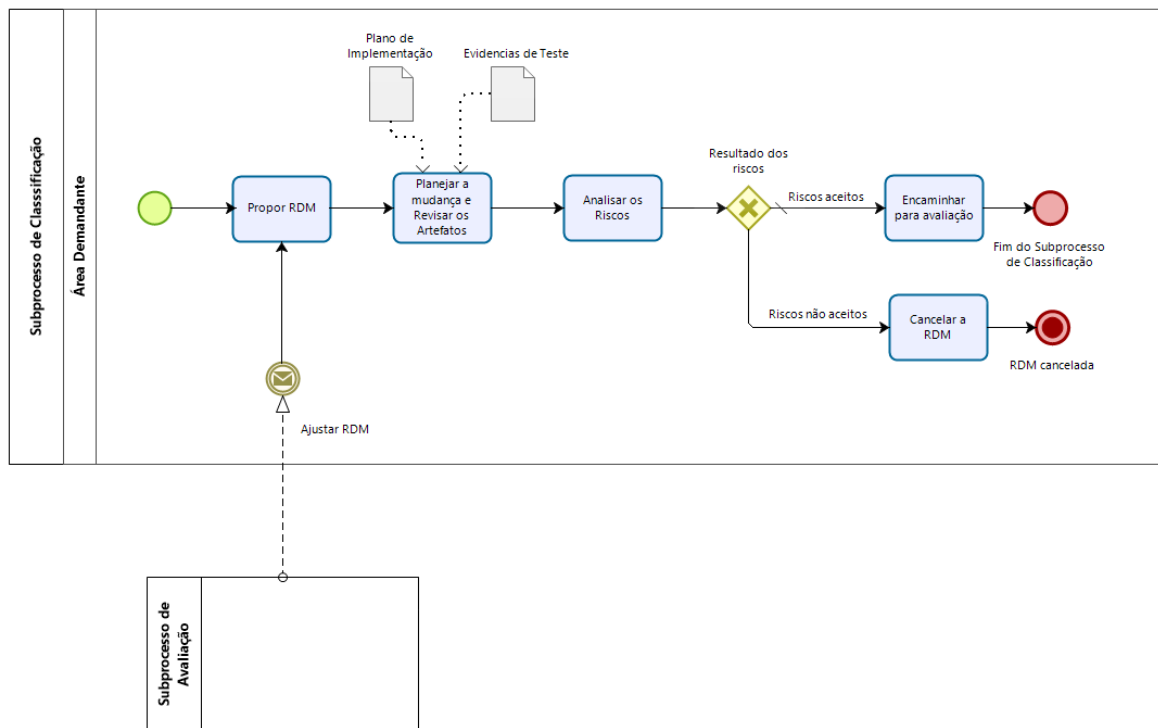 Subprocesso de Classificação
Área Demandante
Plano de
Implementação
Evidencias de Teste
Propor RDM
Planejar a
mudança e
Revisar os
Artefatos
Analisar os
Riscos
Resultado dos
riscos
Riscos aceitos
Encaminhar
para avaliação
Fim do Subprocesso
de Classificação
Riscos não aceitos
Cancelar a
RDM
RDM cancelada
Ajustar RDM
Subprocesso de
Avaliação